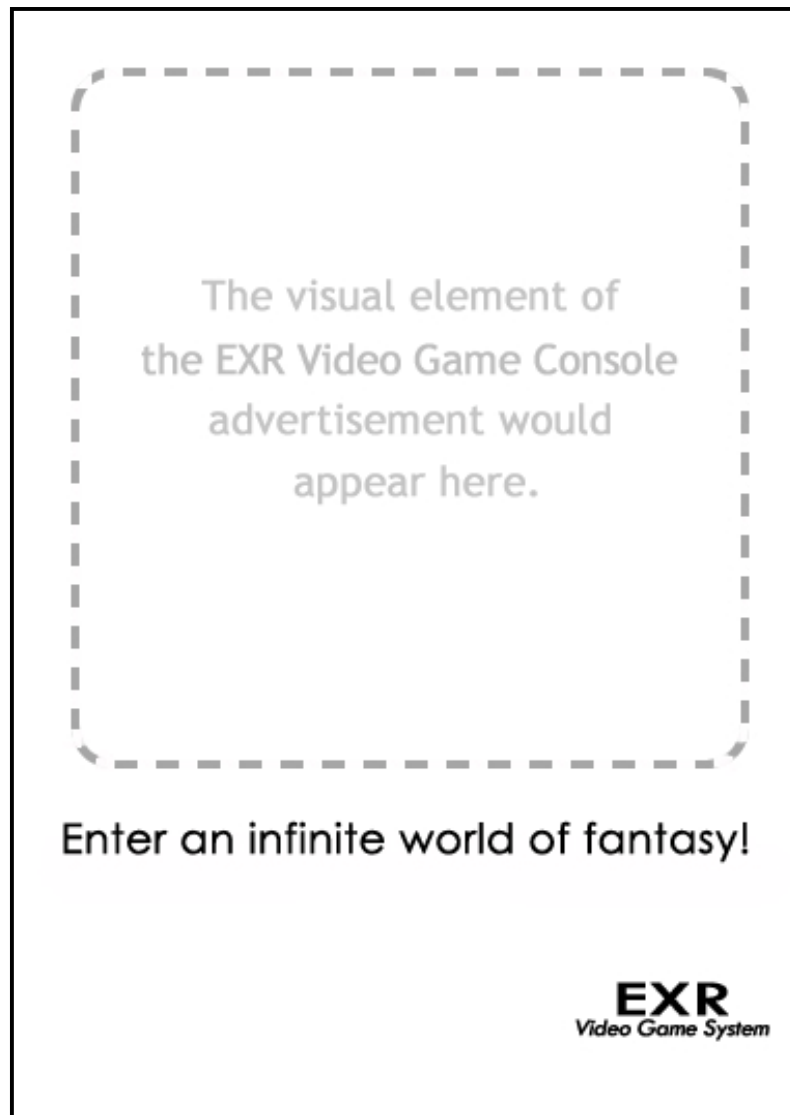 The visual element of
the EXR Video Game Console
advertisement would
appear here.
Enter an infinite world of fantasy!
EXR
Video Game System